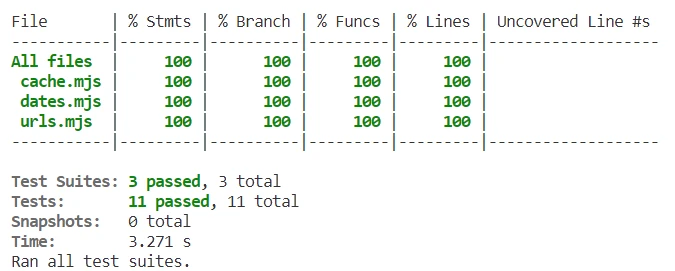 File       | % Stmts | % Branch | % Funcs | % Lines | Uncovered Line #s
-----------|---------|----------|---------|---------|-------------------
All files  |     100 |      100 |     100 |     100 |
 cache.mjs |     100 |      100 |     100 |     100 |
 dates.mjs |     100 |      100 |     100 |     100 |
 urls.mjs  |     100 |      100 |     100 |     100 |
-----------|---------|----------|---------|---------|-------------------
Test Suites: 3 passed, 3 total
Tests:       11 passed, 11 total
Snapshots:   0 total
Time:        3.271 s
Ran all test suites.